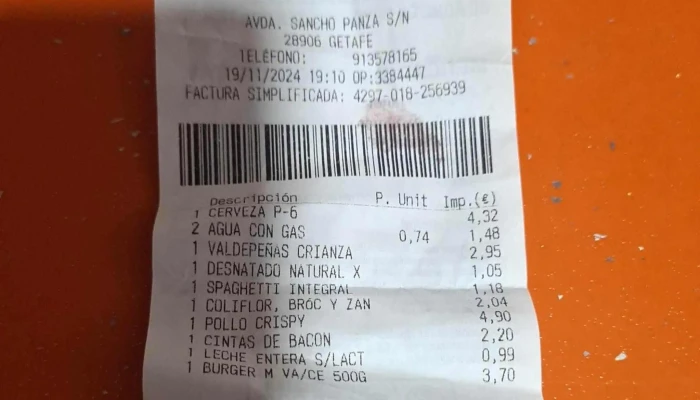 AVDA. SANCHO PANZA S/N
28906 GETAFE
TELÉFONO: 913578165
19/11/2024 19:10 OP:3384447
FACTURA SIMPLIFICADA: 4297-018-256939
Descripción P. Unit Imp.(€)
1 CERVEZA P-6 4,32
2 AGUA CON GAS 0,74 1,48
1 VALDEPEÑAS CRIANZA 2,95
1 DESNATADO NATURAL X 1,05
1 SPAGHETTI INTEGRAL 1,18
1 COLIFLOR, BRÓC Y ZAN 2,04
1 POLLO CRISPY 4,90
1 CINTAS DE BACON 2,20
1 LECHE ENTERA S/LACT 0,99
1 BURGER M VA/CE 500G 3,70